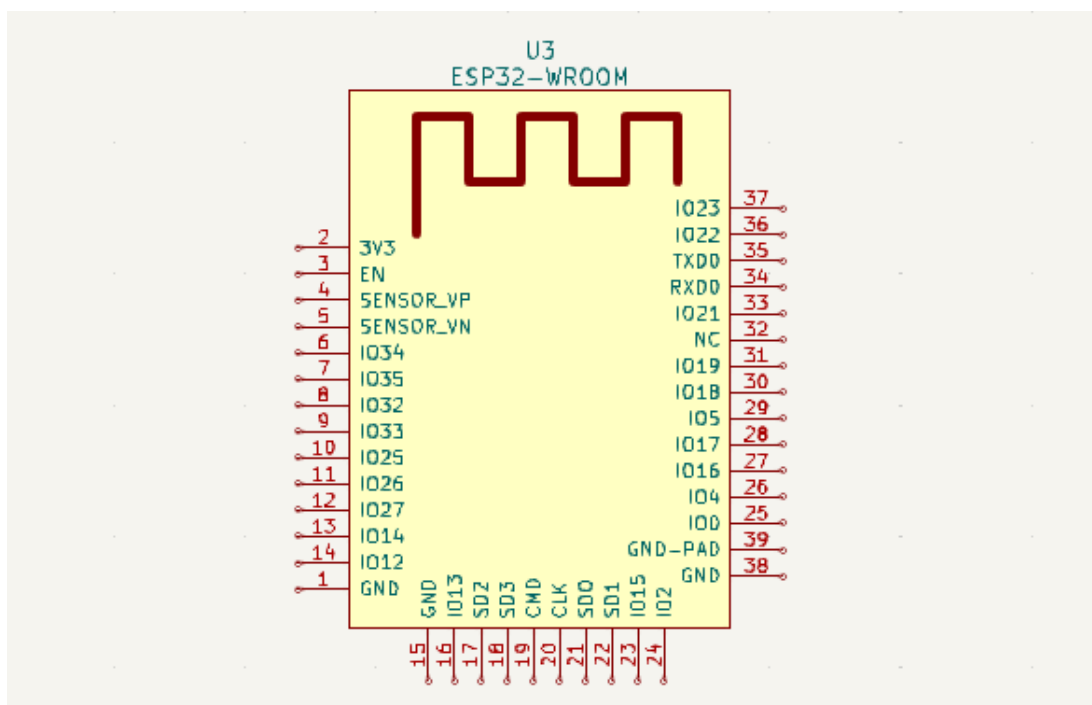 U3
ESP32-WROOM
2 3V3
3 EN
4 SENSOR_VP
5 SENSOR_VN
6 IO34
7 IO35
8 IO32
9 IO33
10 IO25
11 IO26
12 IO27
13 IO14
14 IO12
1 GND
IO23 37
IO22 36
TXD0 35
RXD0 34
IO21 33
NC 32
IO19 31
IO18 30
IO5 29
IO17 28
IO16 27
IO4 26
IO0 25
GND-PAD 39
GND 38
15 GND
16 IO13
17 SD2
18 SD3
19 CMD
20 CLK
21 SD0
22 SD1
23 IO15
24 IO2